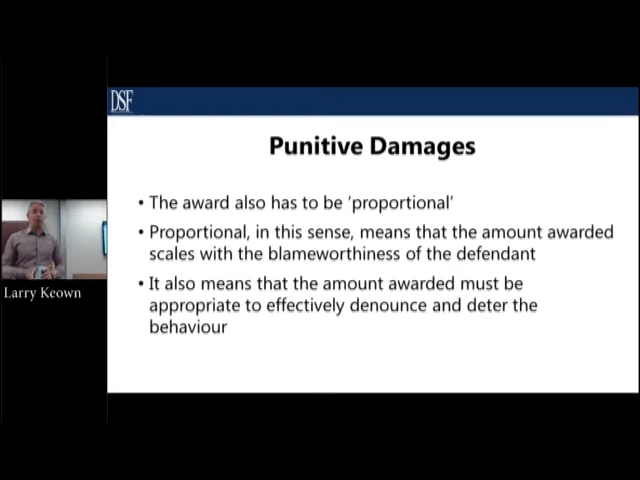 DSF
Punitive Damages
• The award also has to be ‘proportional’
• Proportional, in this sense, means that the amount awarded
scales with the blameworthiness of the defendant
• It also means that the amount awarded must be
appropriate to effectively denounce and deter the
behaviour
Larry Keown